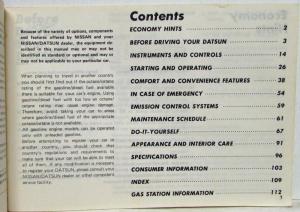 Because of the variety of options, components
and features offered by NISSAN and your
NISSAN/DATSUN dealer, the equipment de-
scribed in this manual may or may not be
identified as standard or optional and may or
may not be applicable to your particular car.
When planning to travel in another country
you should first find out if the octane/cetane
rating of the gasoline/diesel fuel available
there is suitable for your car's engine. Using
gasoline/diesel fuel with too low an octane/
cetane rating may cause engine damage.
Therefore, avoid taking your car to areas
where gasoline/diesel fuel of the appropriate
octane/cetane is not available.
All gasoline engine models can be operated
only with unleaded gasoline.
Before attempting to register your car in
another country, you should check that
country's regulations and requirements to
make sure that your car will be able to meet
all of them. If any modification is necessary
to register your DATSUN, please consult your
NISSAN/DATSUN dealer or other competent
service facility.
Contents
ECONOMY HINTS 2
BEFORE DRIVING YOUR DATSUN 3
INSTRUMENTS AND CONTROLS 14
STARTING AND OPERATING 26
COMFORT AND CONVENIENCE FEATURES 38
IN CASE OF EMERGENCY 54
EMISSION CONTROL SYSTEMS 59
MAINTENANCE SCHEDULE 61
DO-IT-YOURSELF 67
APPEARANCE AND INTERIOR CARE 91
SPECIFICATIONS 96
CONSUMER INFORMATION 103
INDEX 109
GAS STATION INFORMATION 112
1